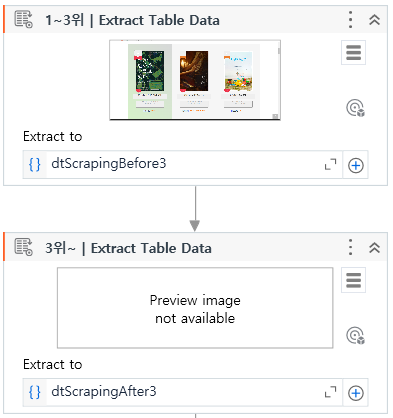 1~3위 | Extract Table Data
Extract to
{} dtScrapingBefore3
3위~ | Extract Table Data
Preview image
not available
Extract to
{} dtScrapingAfter3